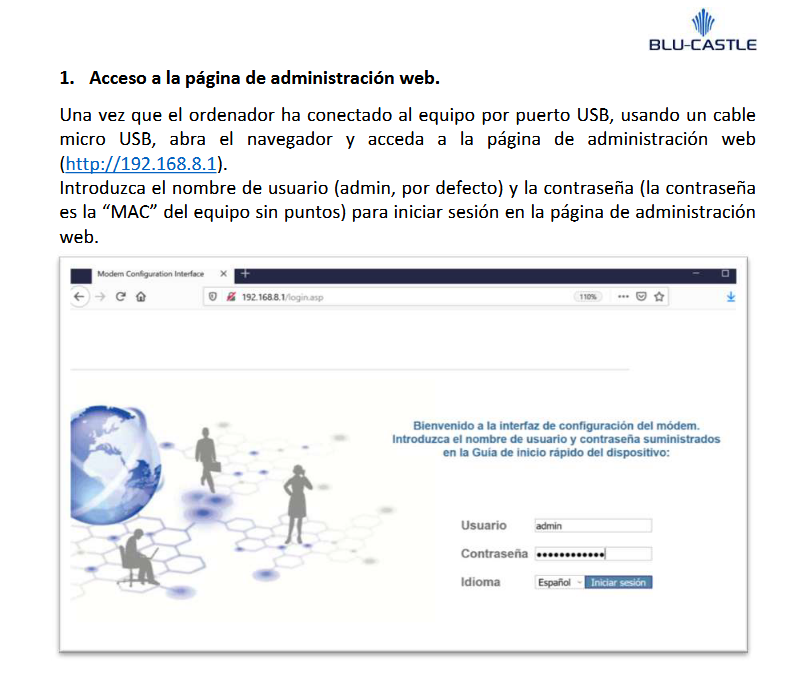 BLU-CASTLE
1. Acceso a la página de administración web.
Una vez que el ordenador ha conectado al equipo por puerto USB, usando un cable
micro USB, abra el navegador y acceda a la página de administración web
(http://192.168.8.1).
Introduzca el nombre de usuario (admin, por defecto) y la contraseña (la contraseña
es la “MAC” del equipo sin puntos) para iniciar sesión en la página de administración
web.
Modem Configuration Interface
192.168.8.1/login.asp
110%
Bienvenido a la interfaz de configuración del módem.
Introduzca el nombre de usuario y contraseña suministrados
en la Guía de inicio rápido del dispositivo:
Usuario admin
Contraseña ••••••••••••
Idioma Español Iniciar sesión